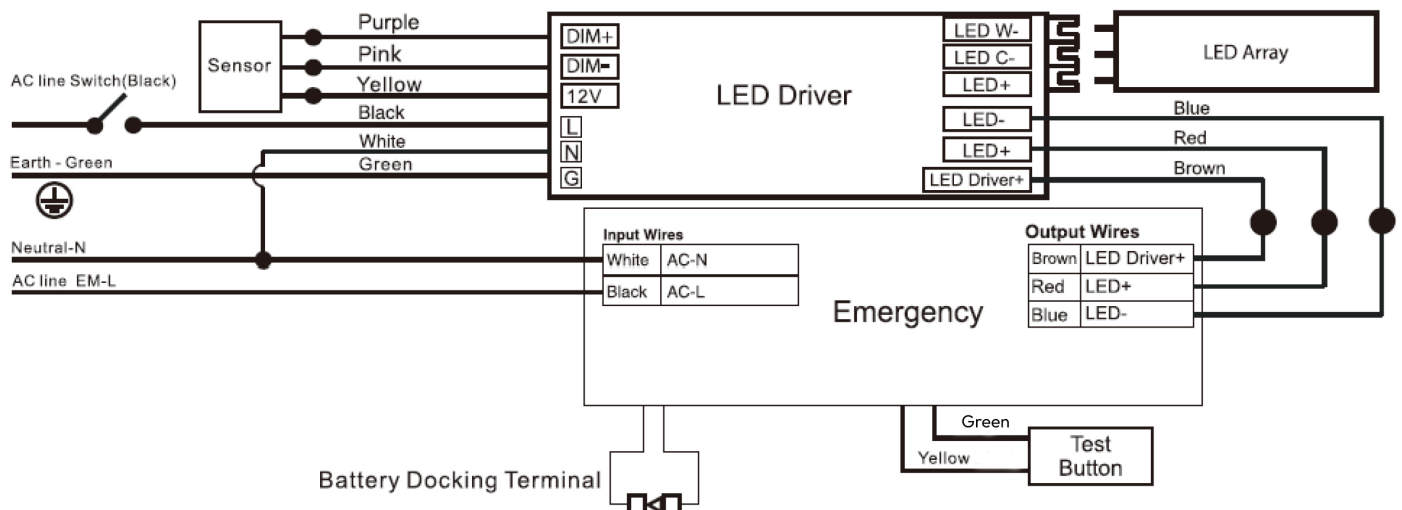 Purple
Pink
Yellow
Black
White
Green
Sensor
AC line Switch(Black)
Earth - Green
Neutral-N
AC line EM-L
DIM+
DIM-
12V
L
N
G
LED Driver
LED W-
LED C-
LED+
LED-
LED+
LED Driver+
LED Array
Blue
Red
Brown
Input Wires
White AC-N
Black AC-L
Emergency
Output Wires
Brown LED Driver+
Red LED+
Blue LED-
Green
Yellow
Test
Button
Battery Docking Terminal